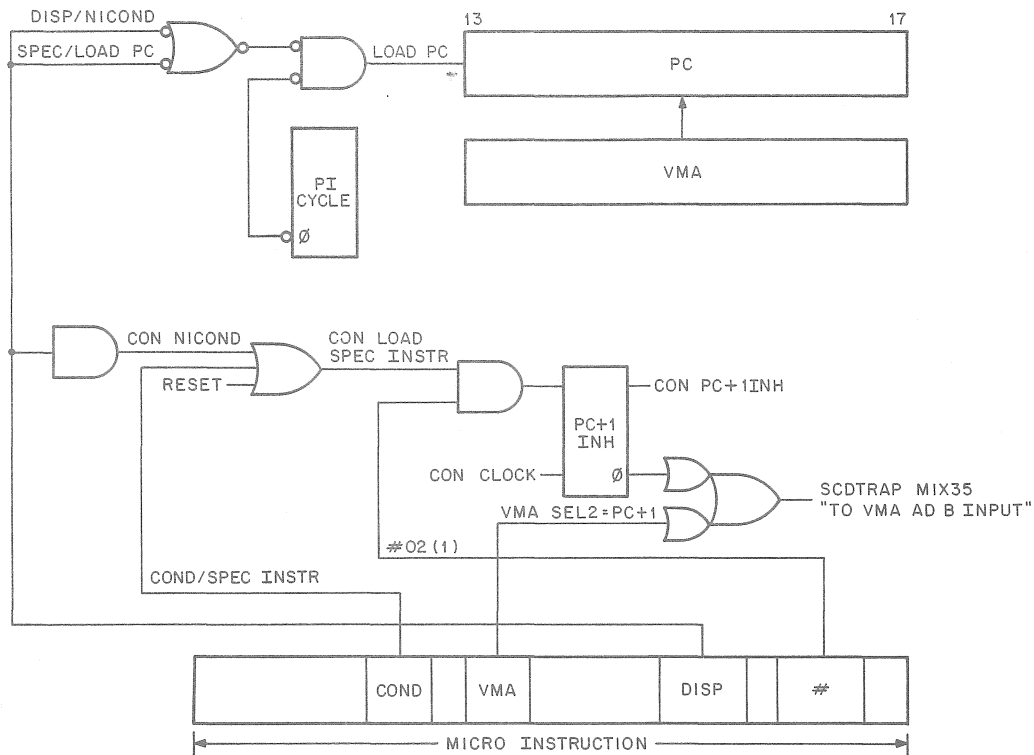 DISP/NICOND
SPEC/LOAD PC
LOAD PC
13
17
PC
VMA
PI
CYCLE
Ø
CON NICOND
RESET
CON LOAD
SPEC INSTR
PC+1
INH
Ø
CON PC+1INH
CON CLOCK
VMA SEL2=PC+1
SCDTRAP MIX35
"TO VMA AD B INPUT"
#02(1)
COND/SPEC INSTR
COND
VMA
DISP
#
MICRO INSTRUCTION